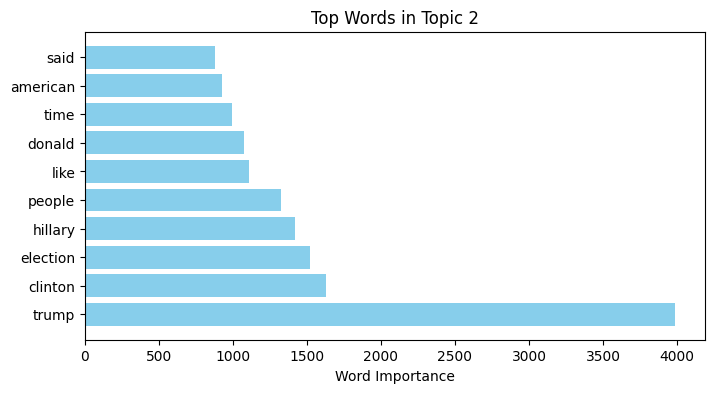 Top Words in Topic 2
said
american
time
donald
like
people
hillary
election
clinton
trump
0 500 1000 1500 2000 2500 3000 3500 4000
Word Importance